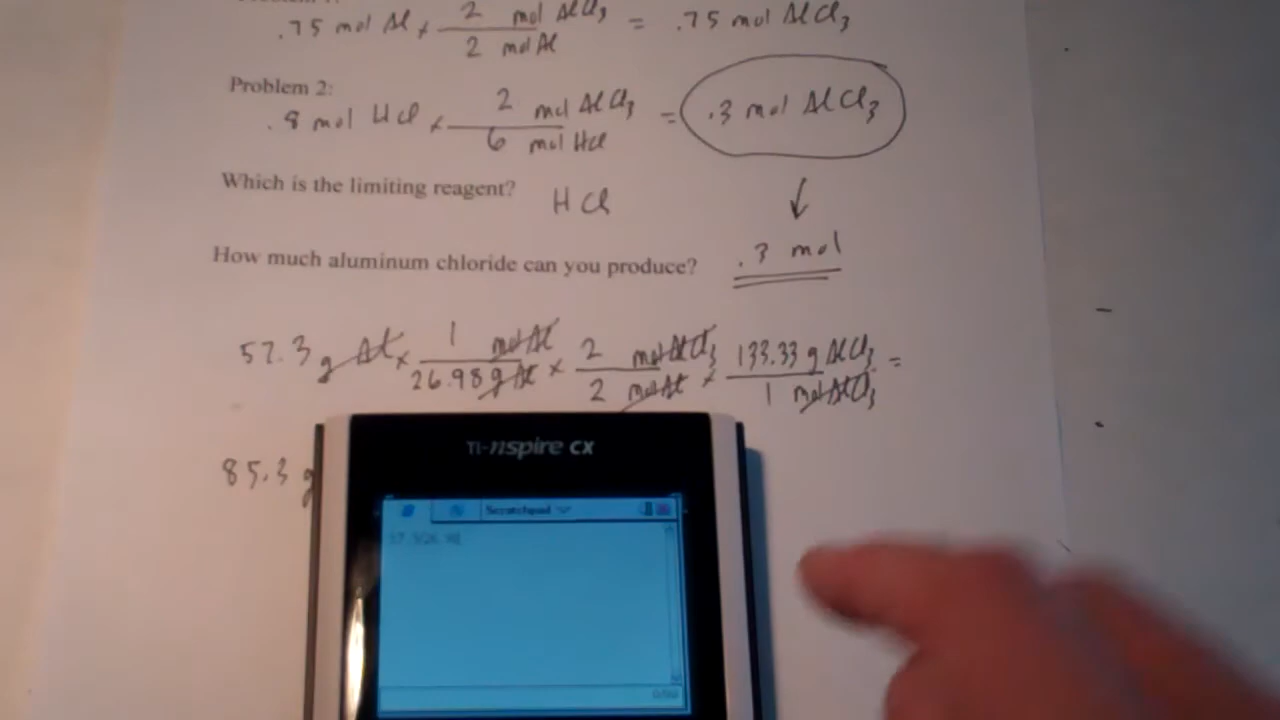 .75 mol Al x 2 mol AlCl3 / 2 mol Al = .75 mol AlCl3
Problem 2:
.8 mol HCl x 2 mol AlCl3 / 6 mol HCl = .3 mol AlCl3
Which is the limiting reagent? HCl
How much aluminum chloride can you produce? .3 mol
57.3 g Al x 1 mol Al / 26.98 g Al x 2 mol AlCl3 / 2 mol Al x 133.33 g AlCl3 / 1 mol AlCl3 =
85.3 g
TI-nspire CX
Scratchpad